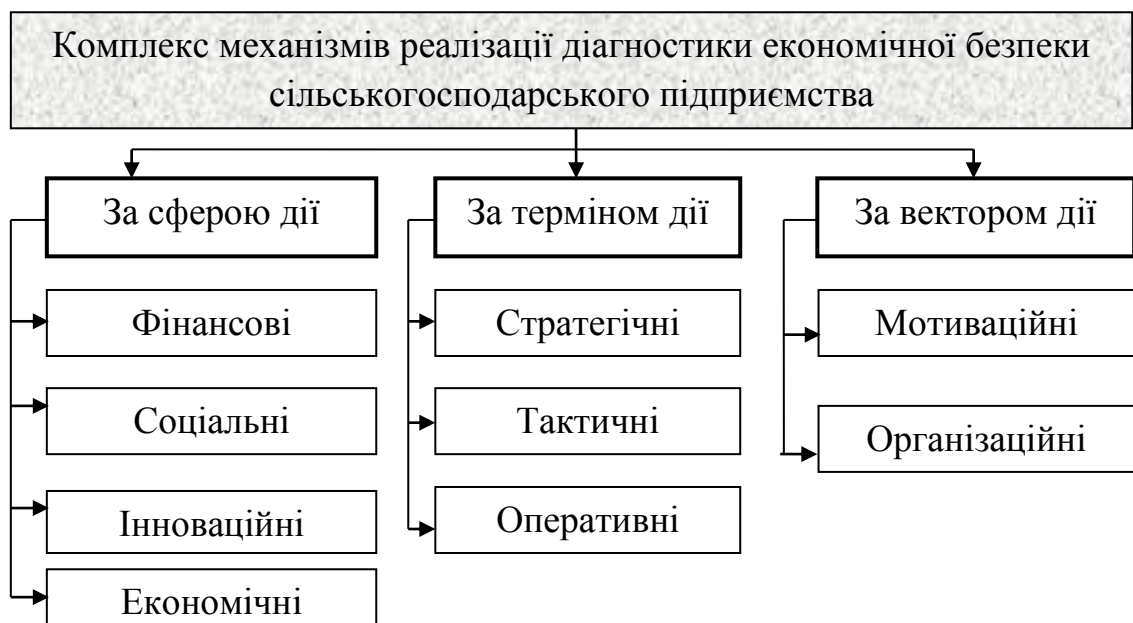 Комплекс механізмів реалізації діагностики економічної безпеки
сільськогосподарського підприємства
За сферою дії
Фінансові
Соціальні
Інноваційні
Економічні
За терміном дії
Стратегічні
Тактичні
Оперативні
За вектором дії
Мотиваційні
Організаційні